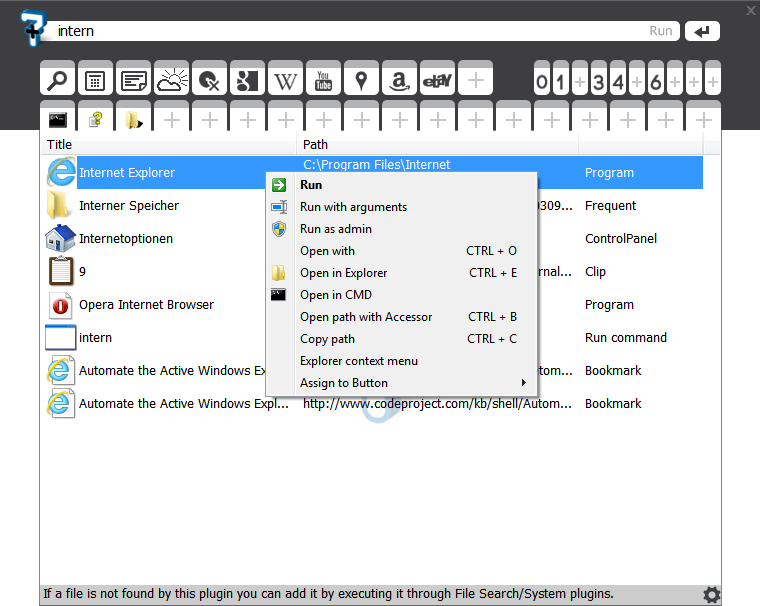 intern
Run
W
You
Tube
a
ebay
0 1 3 4 6
Title
Path
Internet Explorer
C:\Program Files\Internet
Program
Run
Interner Speicher
Run with arguments
0309...
Frequent
Run as admin
Internetoptionen
ControlPanel
Open with
CTRL + O
9
Open in Explorer
CTRL + E
rnal...
Clip
Open in CMD
Opera Internet Browser
Program
Open path with Accessor
CTRL + B
intern
Copy path
CTRL + C
Run command
Explorer context menu
Automate the Active Windows Ex
tom...
Bookmark
Assign to Button
Automate the Active Windows Expl...
http://www.codeproject.com/kb/shell/Autom...
Bookmark
If a file is not found by this plugin you can add it by executing it through File Search/System plugins.